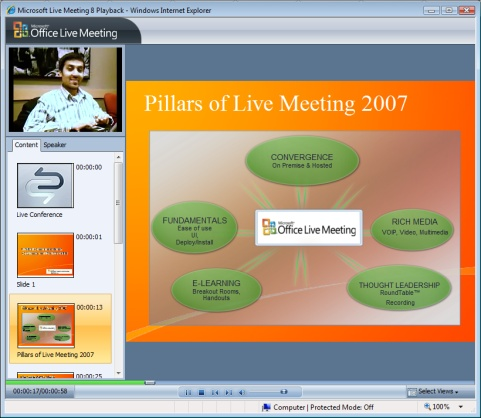 Microsoft Live Meeting 8 Playback - Windows Internet Explorer
Microsoft
Office Live Meeting
Content Speaker
00:00:00
Live Conference
00:00:01
Slide 1
00:00:13
Pillars of Live Meeting 2007
00:00:25
Pillars of Live Meeting 2007
CONVERGENCE
On Premise & Hosted
FUNDAMENTALS
Ease of use
UI,
Deploy/Install
Microsoft
Office Live Meeting
RICH MEDIA
VOIP, Video, Multimedia
E-LEARNING
Breakout Rooms,
Handouts
THOUGHT LEADERSHIP
RoundTable™
Recording
00:00:17/00:00:58
Select Views
Computer | Protected Mode: Off
100%